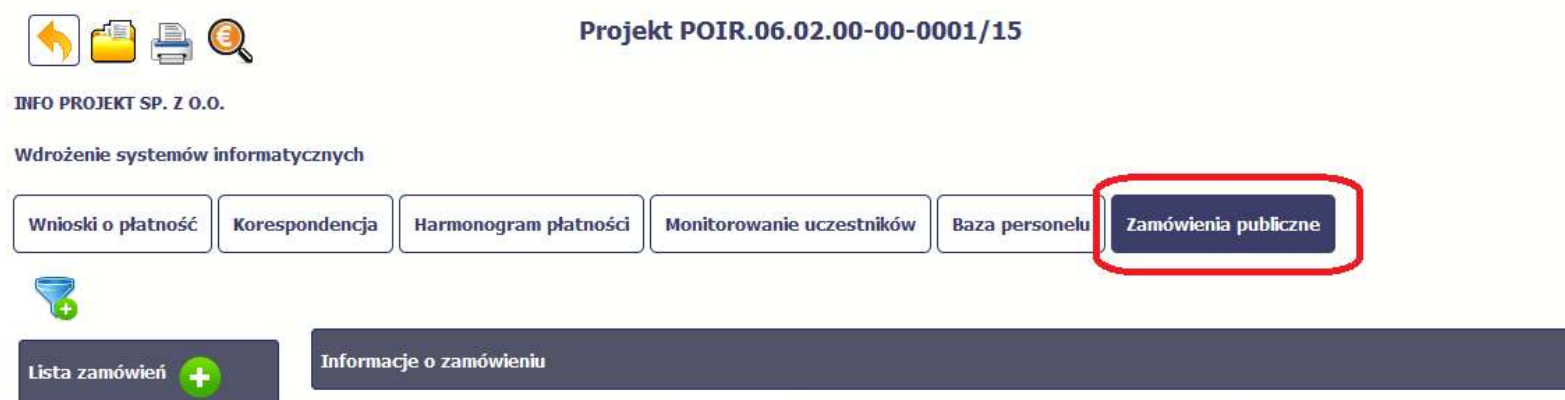 Projekt POIR.06.02.00-00-0001/15
INFO PROJEKT SP. Z O.O.
Wdrożenie systemów informatycznych
Wnioski o płatność Korespondencja Harmonogram płatności Monitorowanie uczestników Baza personelu Zamówienia publiczne
Lista zamówień Informacje o zamówieniu